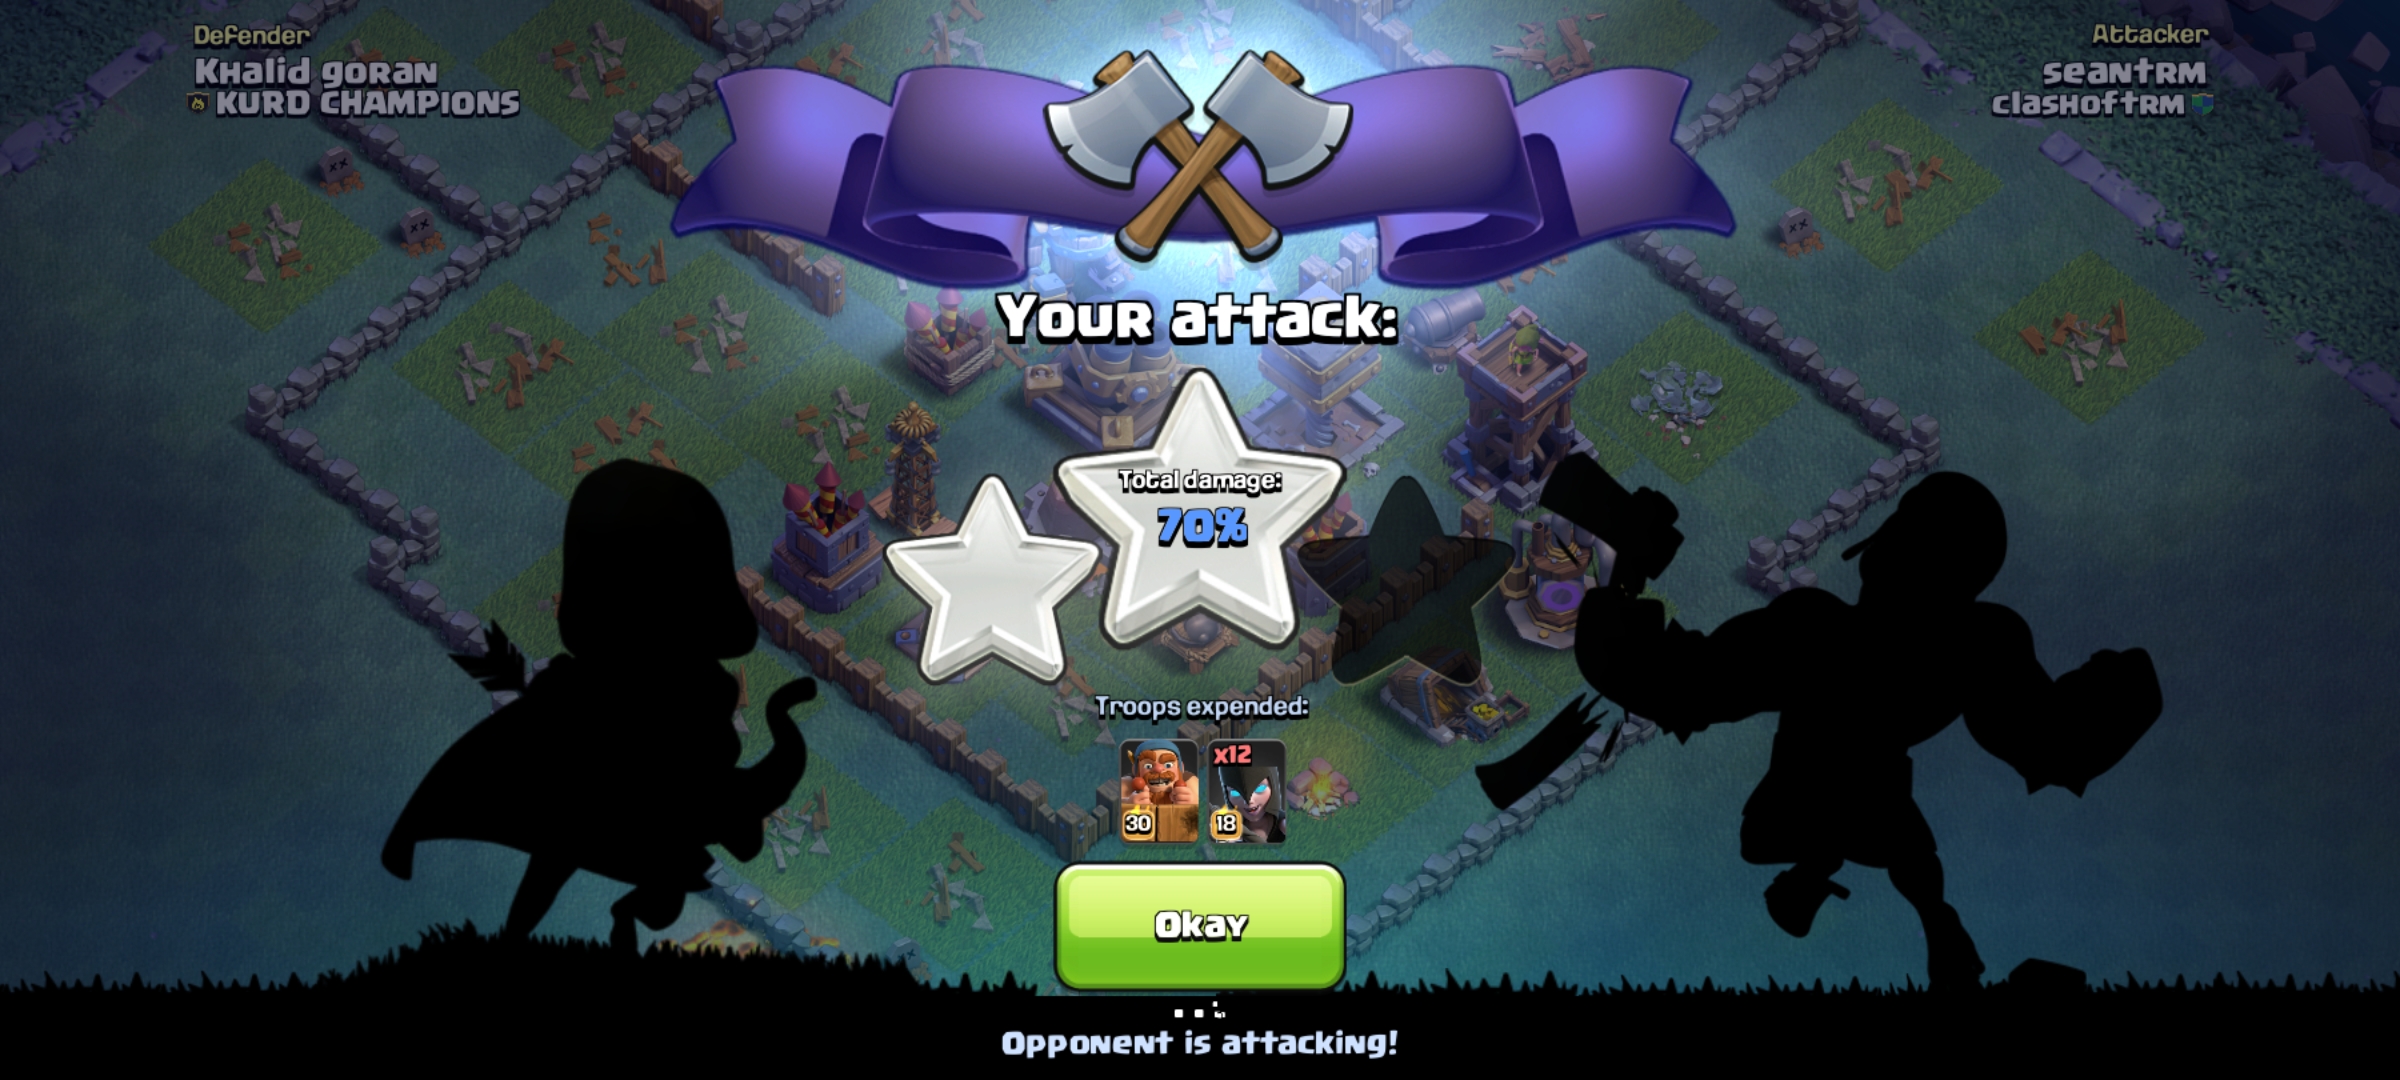 Defender
Khalid goran
KURD CHAMPIONS
Attacker
seantrm
clashoftrm
Your attack:
Total damage:
70%
Troops expended:
x12
30
18
Okay
Opponent is attacking!